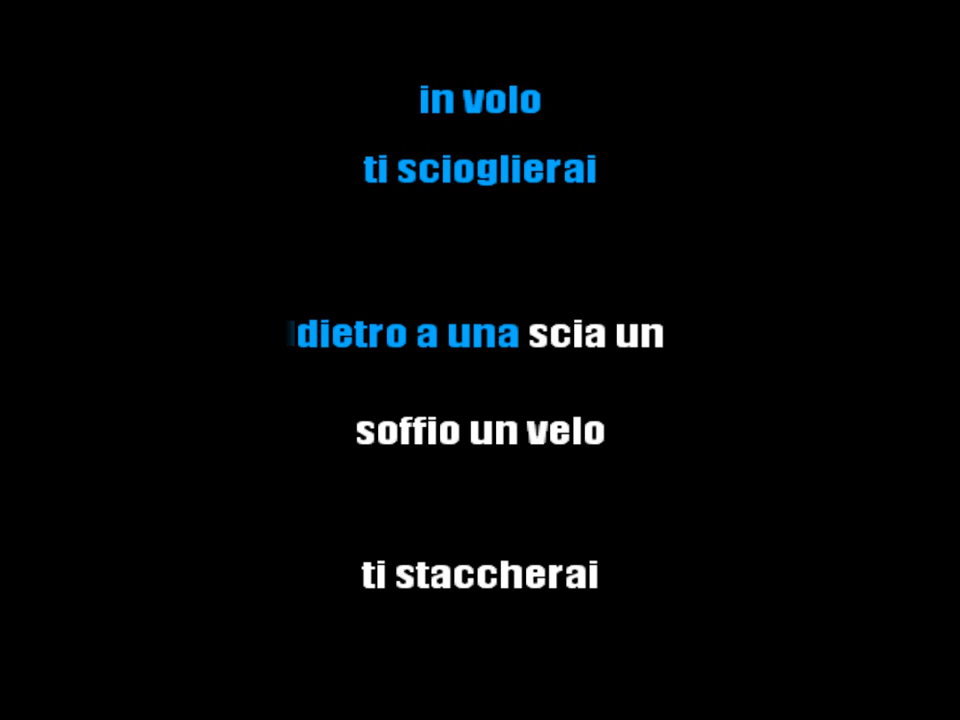 in volo
ti scioglierai
dietro a una scia un
soffio un velo
ti staccherai